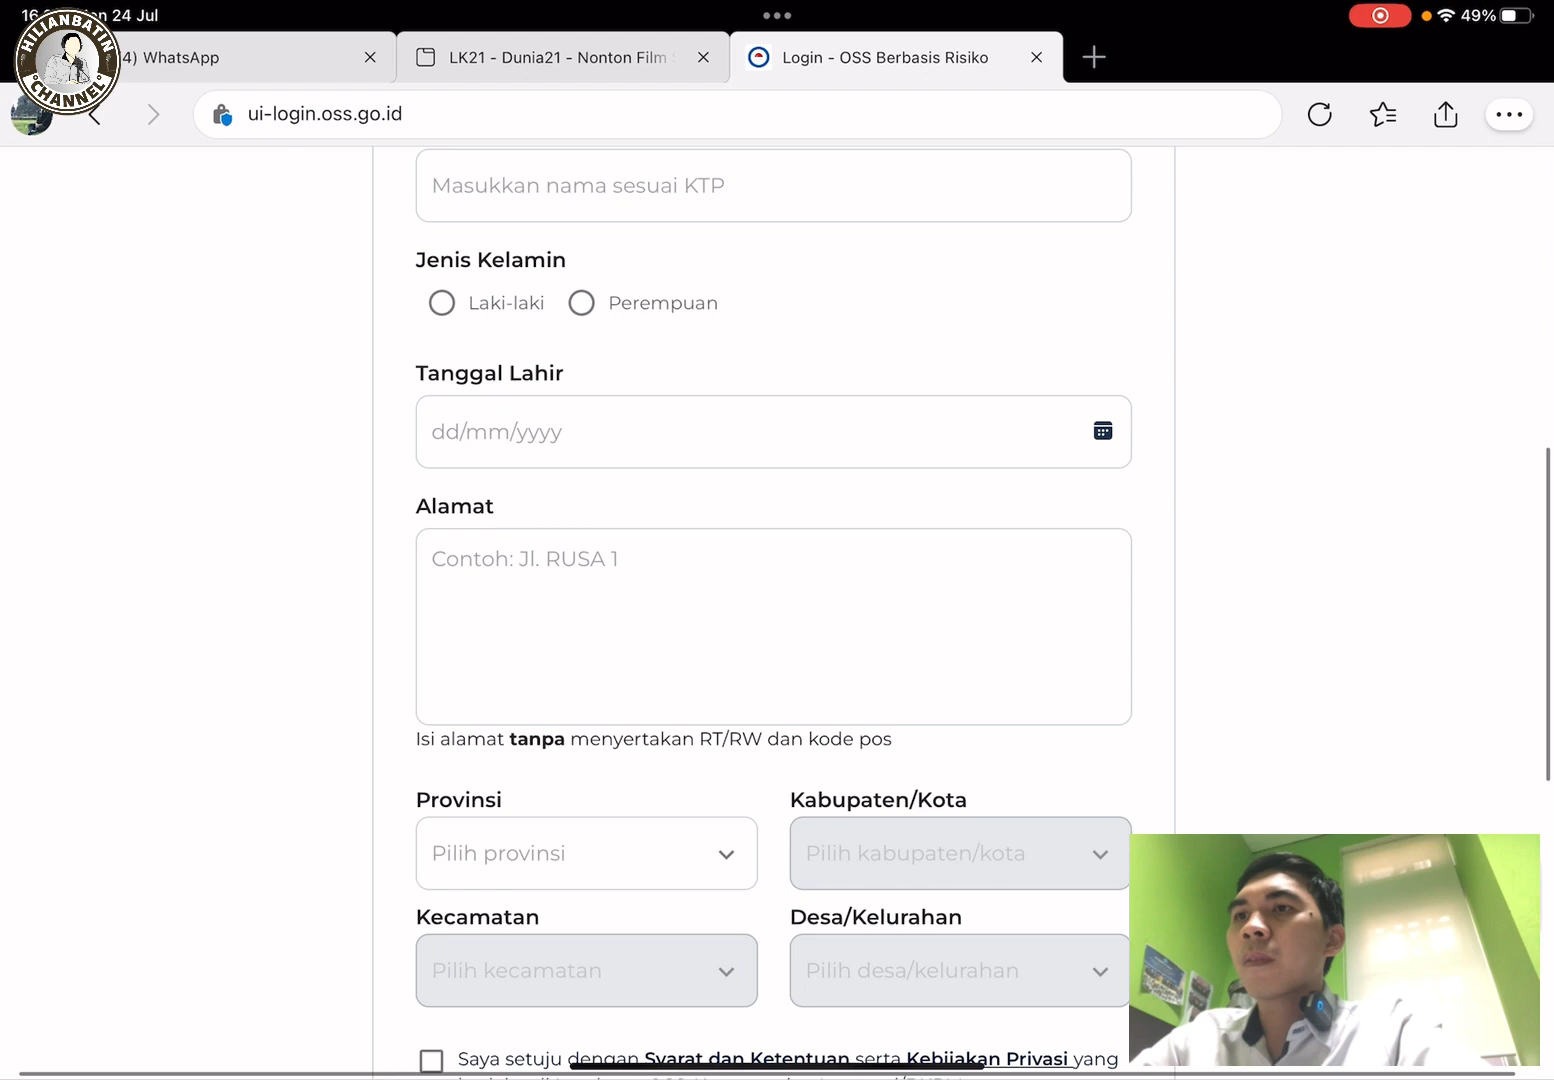 24 Jul
49%
HILIANBATIN
CHANNEL
4) WhatsApp
LK21 - Dunia21 - Nonton Film
Login - OSS Berbasis Risiko
ui-login.oss.go.id
Masukkan nama sesuai KTP
Jenis Kelamin
Laki-laki
Perempuan
Tanggal Lahir
dd/mm/yyyy
Alamat
Contoh: Jl. RUSA 1
Isi alamat tanpa menyertakan RT/RW dan kode pos
Provinsi
Kabupaten/Kota
Pilih provinsi
Pilih kabupaten/kota
Kecamatan
Desa/Kelurahan
Pilih kecamatan
Pilih desa/kelurahan
Saya setuju dengan Syarat dan Ketentuan serta Kebijakan Privasi yang